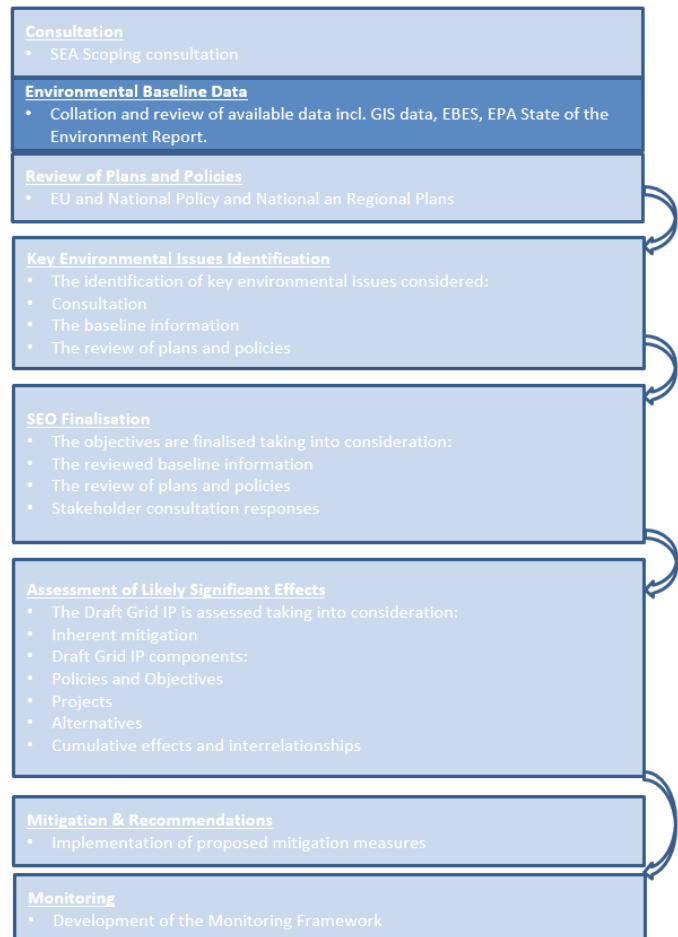 Consultation
• SEA Scoping consultation
Environmental Baseline Data
• Collation and review of available data incl. GIS data, EBES, EPA State of the
Environment Report.
Review of Plans and Policies
• EU and National Policy and National an Regional Plans
Key Environmental Issues Identification
• The identification of key environmental issues considered:
• Consultation
• The baseline information
• The review of plans and policies
SEO Finalisation
• The objectives are finalised taking into consideration:
• The reviewed baseline information
• The review of plans and policies
• Stakeholder consultation responses
Assessment of Likely Significant Effects
• The Draft Grid IP is assessed taking into consideration:
• Inherent mitigation
• Draft Grid IP components:
• Policies and Objectives
• Projects
• Alternatives
• Cumulative effects and interrelationships
Mitigation & Recommendations
• Implementation of proposed mitigation measures
Monitoring
• Development of the Monitoring Framework